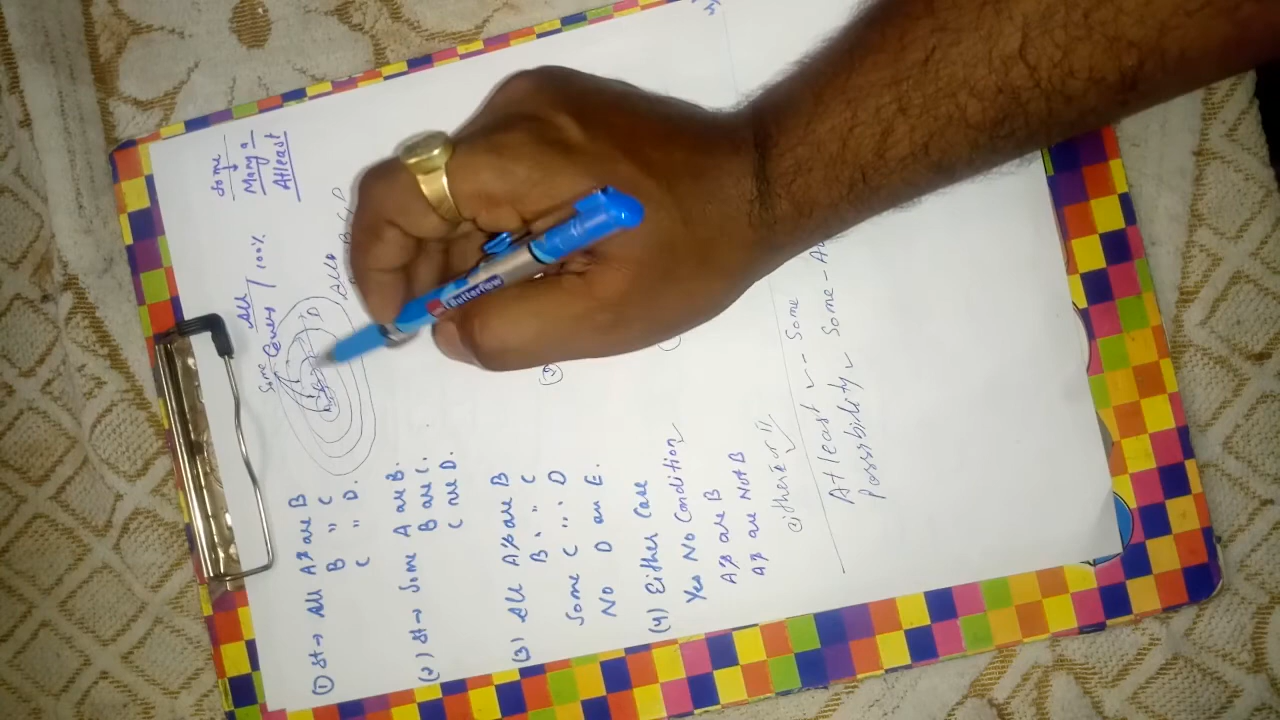 Some
Many a
Atleast
All
Some Cover / 100%
(1) st → All A% are B
B " C
C " D.
All D B C D
(2) st → Some A are B.
B are C.
C are D.
(3) All A% are B
B " C
Some C " D
No D are E.
(4) Either Case
Yes No Condition
A% are B
A% are Not B
either or
Atleast - Some
Possibility Some -
Butterflow